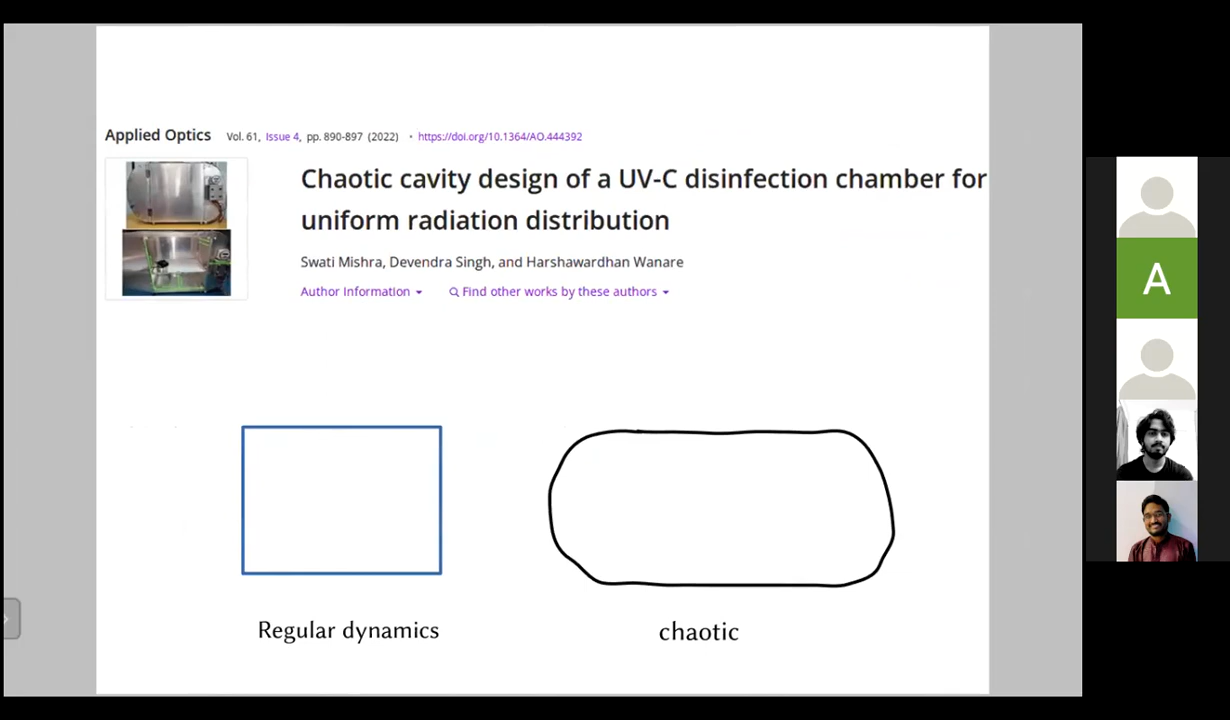 Applied Optics Vol. 61, Issue 4, pp. 890-897 (2022) • https://doi.org/10.1364/AO.444392
Chaotic cavity design of a UV-C disinfection chamber for
uniform radiation distribution
Swati Mishra, Devendra Singh, and Harshawardhan Wanare
Author Information Find other works by these authors
A
Regular dynamics
chaotic